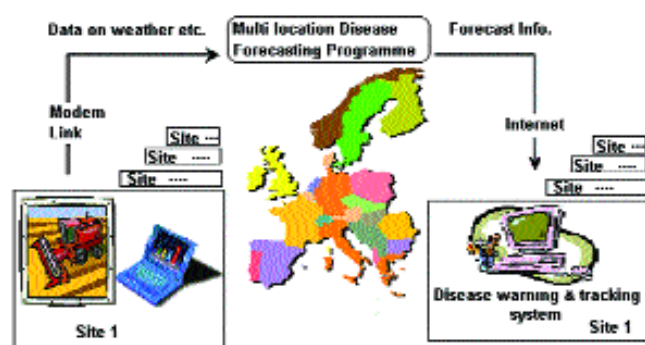 Data on weather etc.
Multi location Disease
Forecasting Programme
Forecast Info.
Modem
Link
Internet
Site ---
Site ----
Site ----
Site ---
Site ----
Site ----
Site 1
Disease warning & tracking
system
Site 1